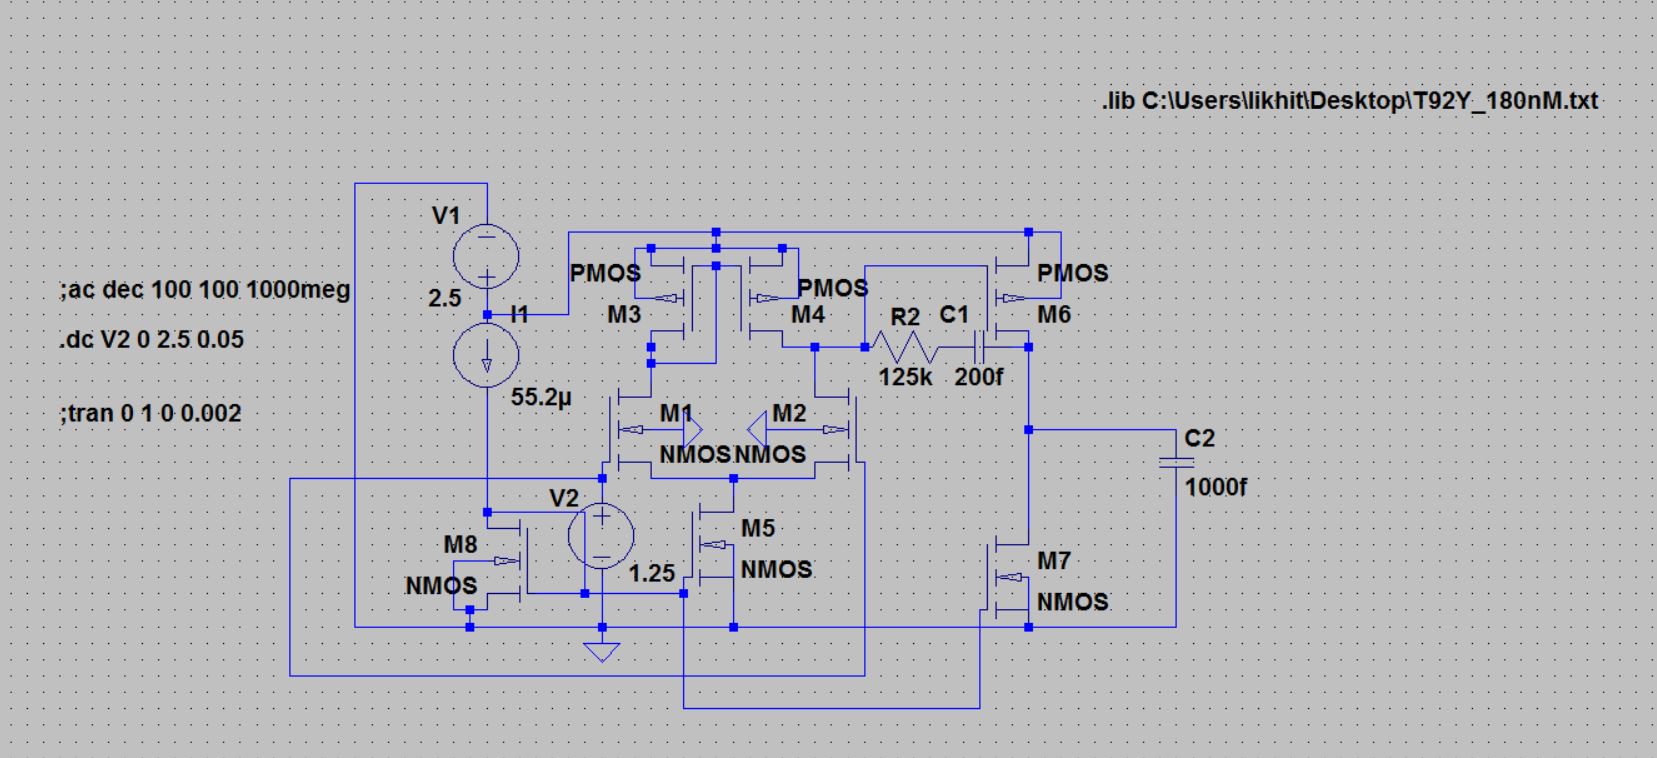 .lib C:\Users\likhit\Desktop\T92Y_180nM.txt
V1
2.5
;ac dec 100 100 1000meg
.dc V2 0 2.5 0.05
;tran 0 1 0 0.002
I1
55.2µ
PMOS
M3
PMOS
M4
PMOS
M6
R2
125k
C1
200f
M1
NMOS
M2
NMOS
C2
1000f
V2
1.25
M8
NMOS
M5
NMOS
M7
NMOS